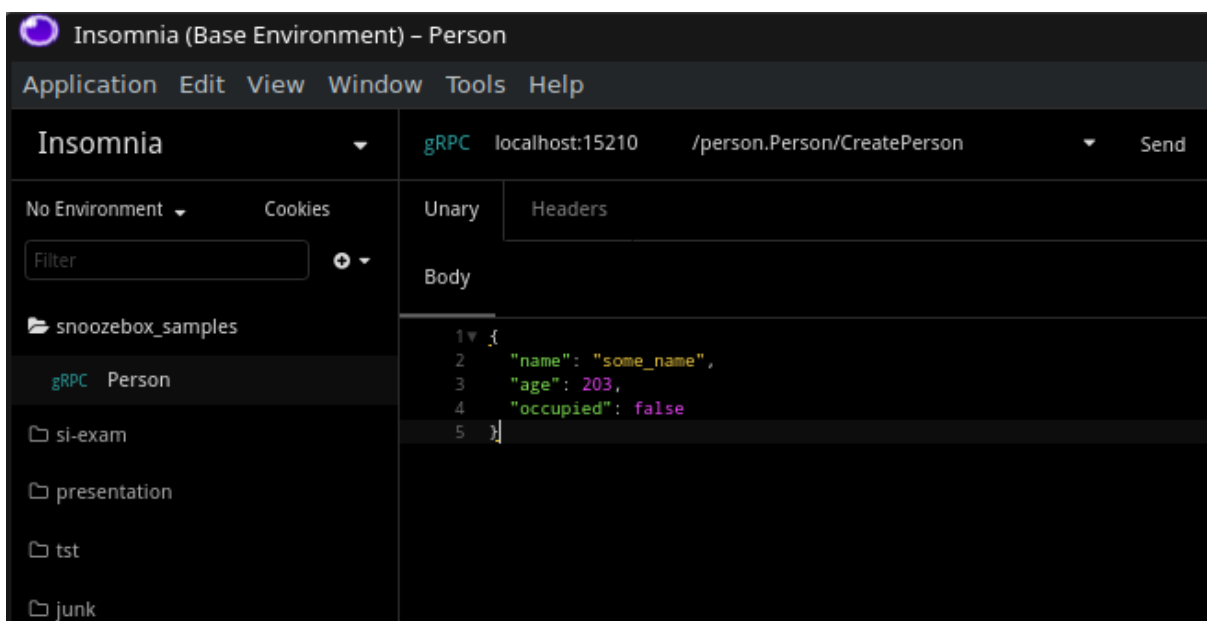 Insomnia (Base Environment) – Person
Application Edit View Window Tools Help
Insomnia
gRPC localhost:15210 /person.Person/CreatePerson Send
No Environment Cookies
Unary Headers
Filter
Body
snoozebox_samples
gRPC Person
si-exam
presentation
tst
junk
1 {
2 "name": "some_name",
3 "age": 203,
4 "occupied": false
5 }